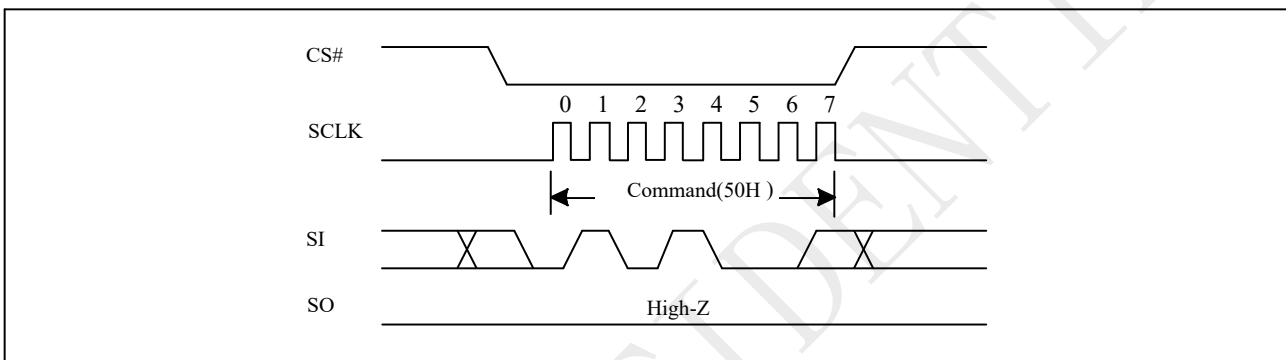 CS#
0 1 2 3 4 5 6 7
SCLK
Command(50H )
SI
SO
High-Z